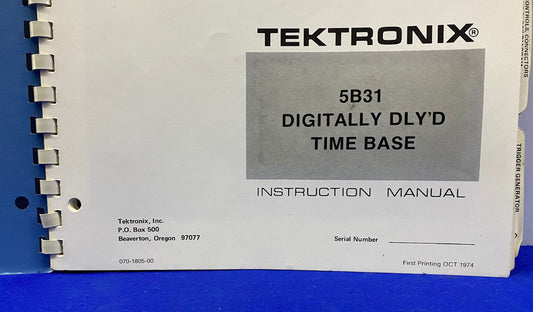 TEKTRONIX®
5B31
DIGITALLY DLY'D
TIME BASE
INSTRUCTION MANUAL
Tektronix, Inc.
P.O. Box 500
Beaverton, Oregon 97077
Serial Number
070-1805-00
First Printing OCT 1974
CONTROLS, CONNECTORS
TRIGGER GENERATOR